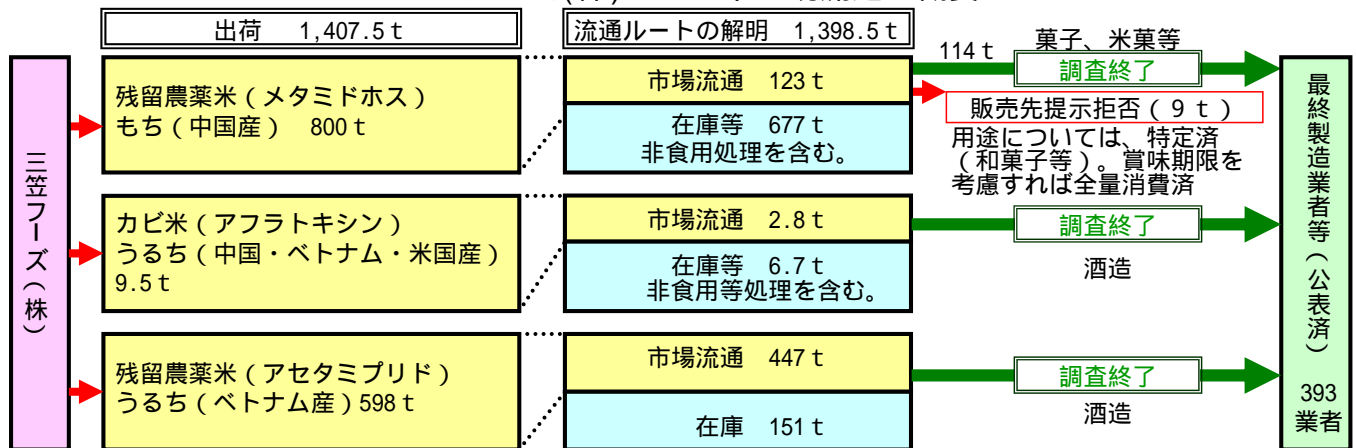 出荷 1,407.5ｔ
流通ルートの解明 1,398.5ｔ
三笠フーズ(株)
残留農薬米(メタミドホス)
もち(中国産) 800ｔ
市場流通 123ｔ
在庫等 677ｔ
非食用処理を含む。
114ｔ
菓子、米菓等
調査終了
販売先提示拒否(９ｔ)
用途については、特定済
(和菓子等)。賞味期限を
考慮すれば全量消費済
カビ米(アフラトキシン)
うるち(中国・ベトナム・米国産)
9.5ｔ
市場流通 2.8ｔ
在庫等 6.7ｔ
非食用等処理を含む。
調査終了
酒造
残留農薬米(アセタミプリド)
うるち(ベトナム産)598ｔ
市場流通 447ｔ
在庫 151ｔ
調査終了
酒造
最終製造業者等(公表済)
393
業者